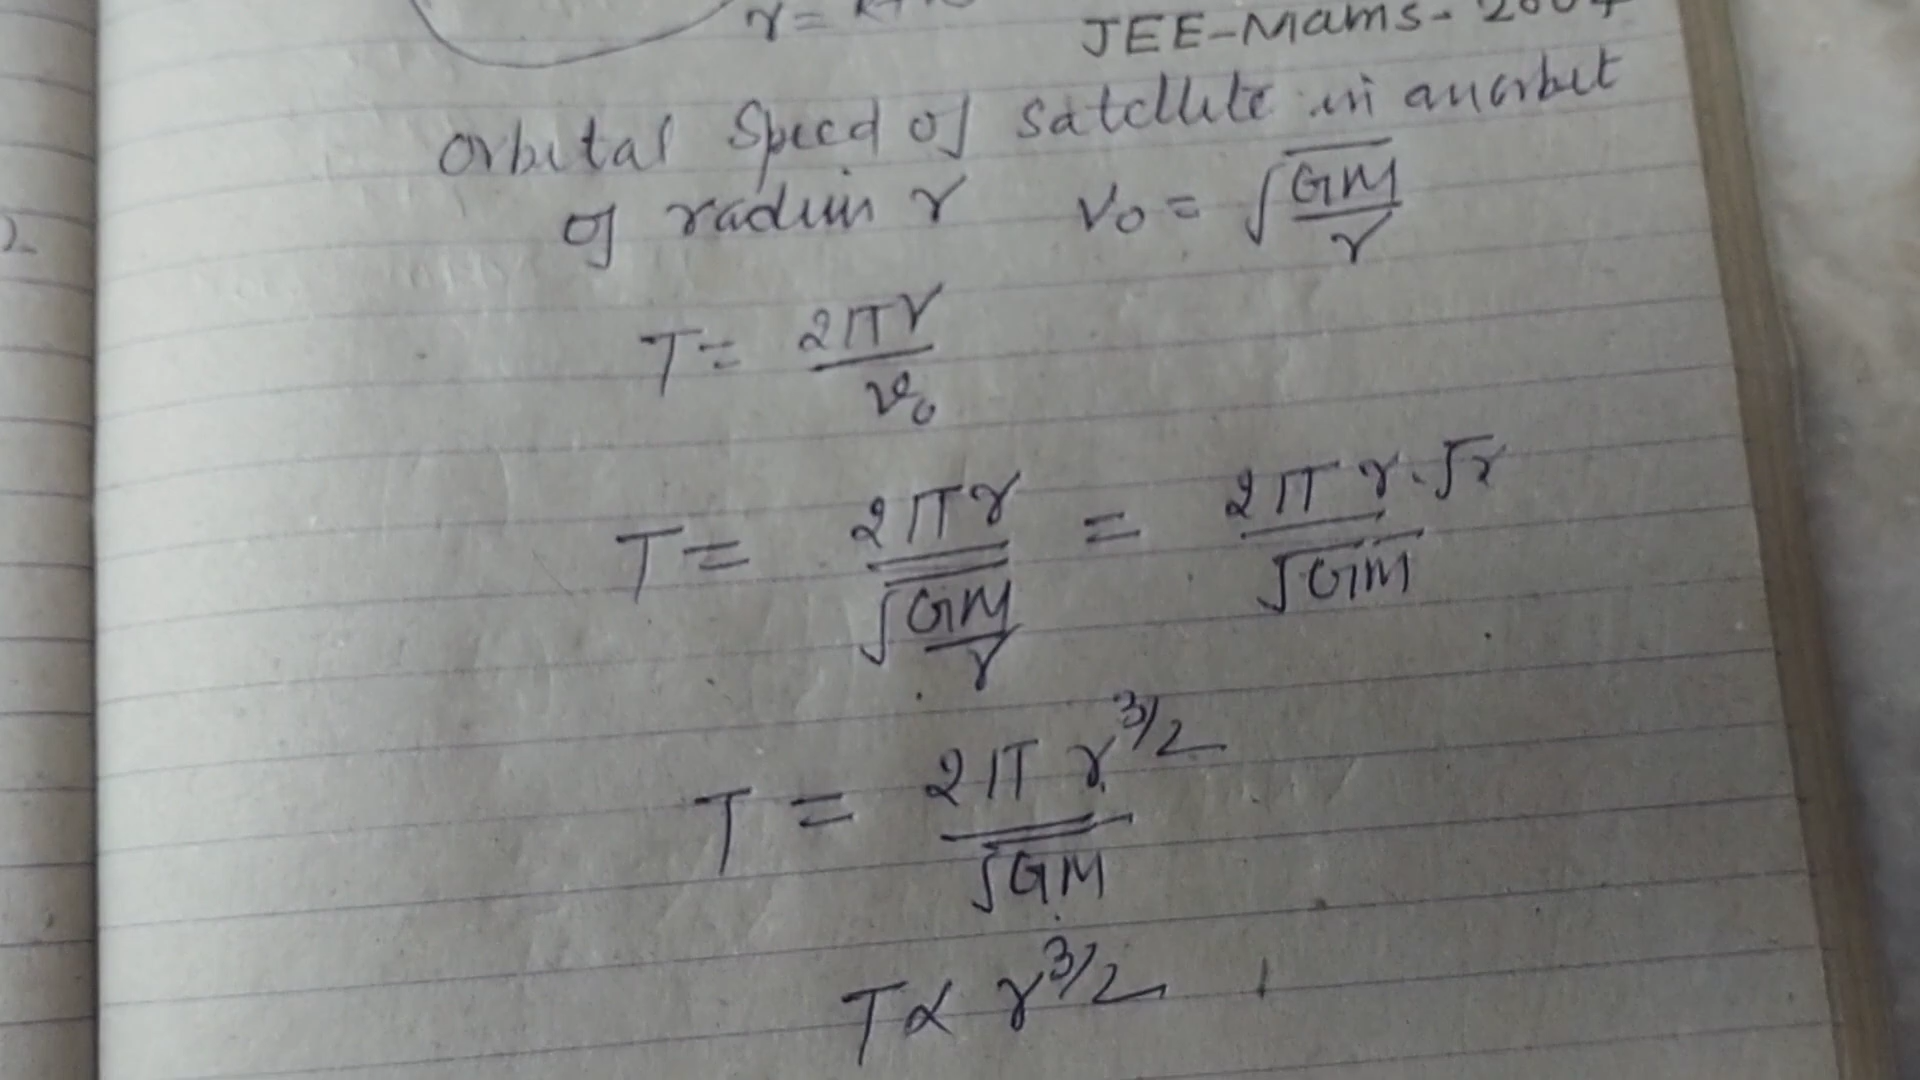 r =
JEE-Mains-2004
Orbital Speed of satellite in an orbit
of radius r V₀ = √(GM/r)
T = 2πr/v₀
T = 2πr/√(GM/r) = 2πr.√r/√GM
T = 2πr^3/2/√GM
T ∝ r^3/2